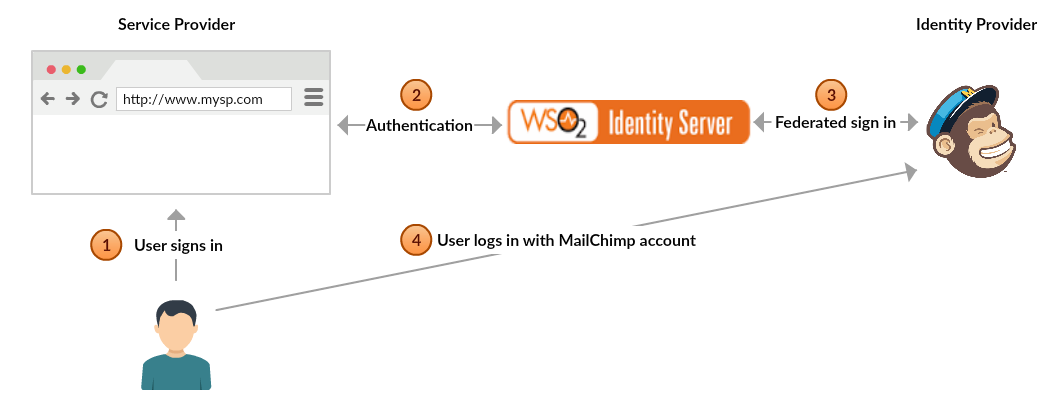 Service Provider
Identity Provider
http://www.mysp.com
2
Authentication
WSO2 Identity Server
3
Federated sign in
1
User signs in
4
User logs in with MailChimp account